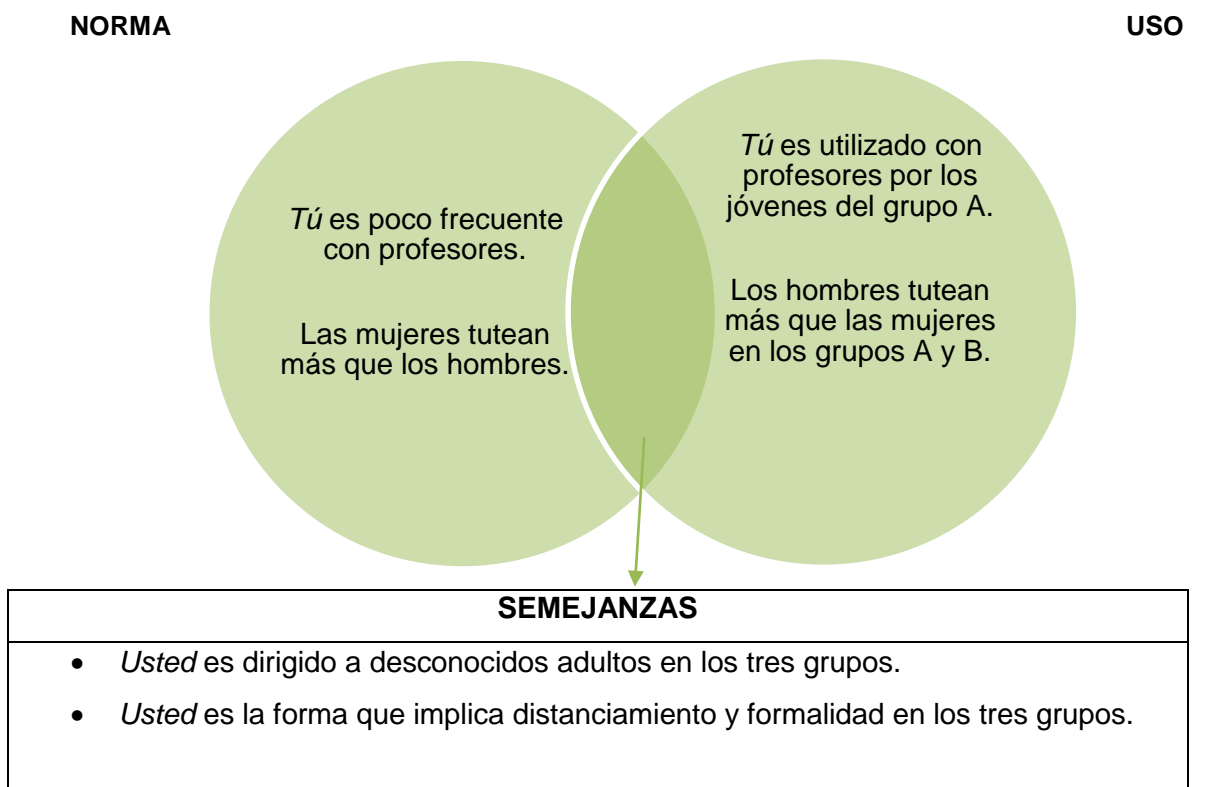 NORMA
USO
Tú es poco frecuente
con profesores.
Las mujeres tutean
más que los hombres.
Tú es utilizado con
profesores por los
jóvenes del grupo A.
Los hombres tutean
más que las mujeres
en los grupos A y B.
SEMEJANZAS
• Usted es dirigido a desconocidos adultos en los tres grupos.
• Usted es la forma que implica distanciamiento y formalidad en los tres grupos.